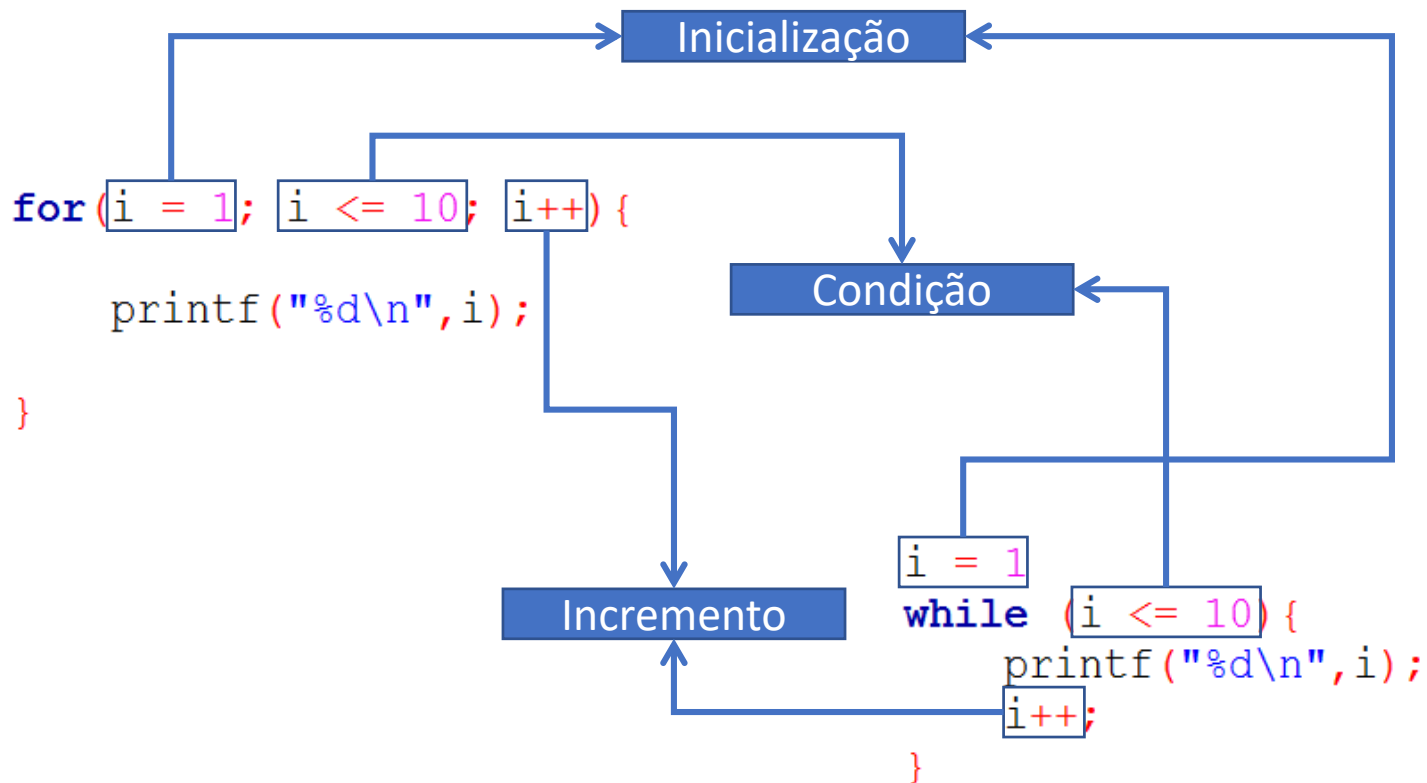 Inicialização
for(i = 1; i <= 10; i++){
Condição
printf("%d\n",i);
}
i = 1
Incremento
while (i <= 10){
printf("%d\n",i);
i++;
}